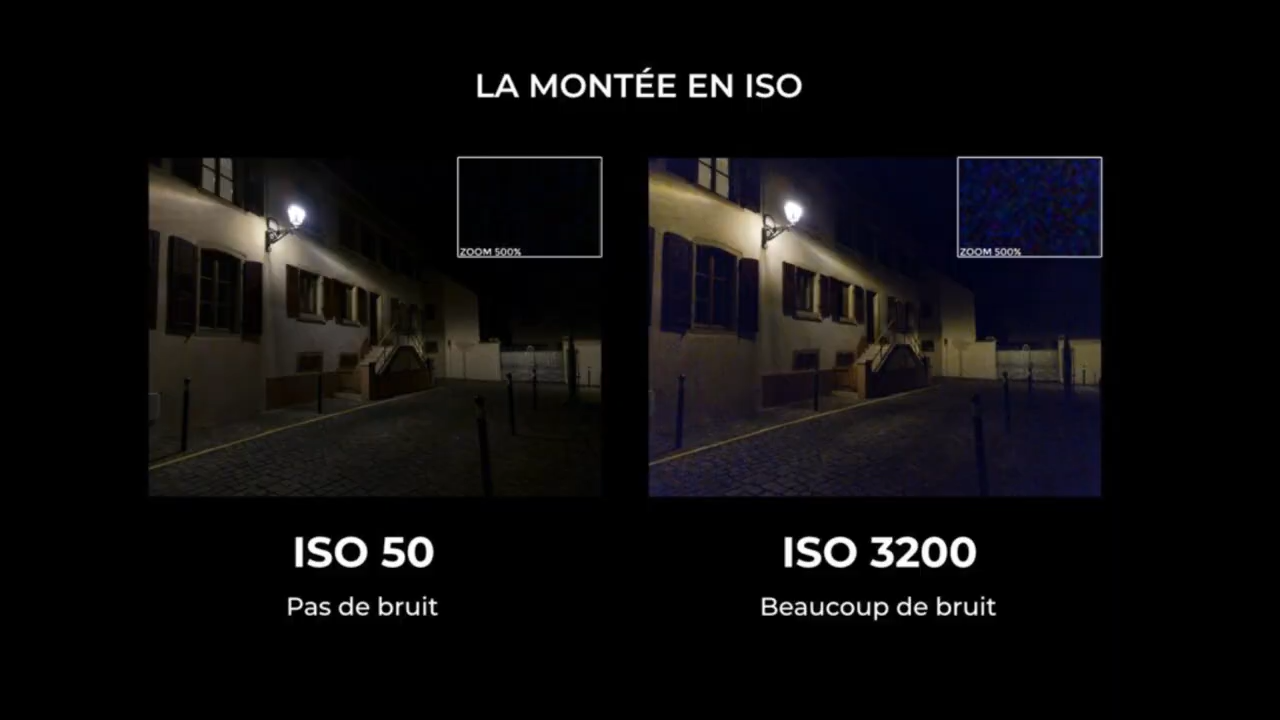 LA MONTÉE EN ISO
ZOOM 500%
ZOOM 500%
ISO 50
ISO 3200
Pas de bruit
Beaucoup de bruit